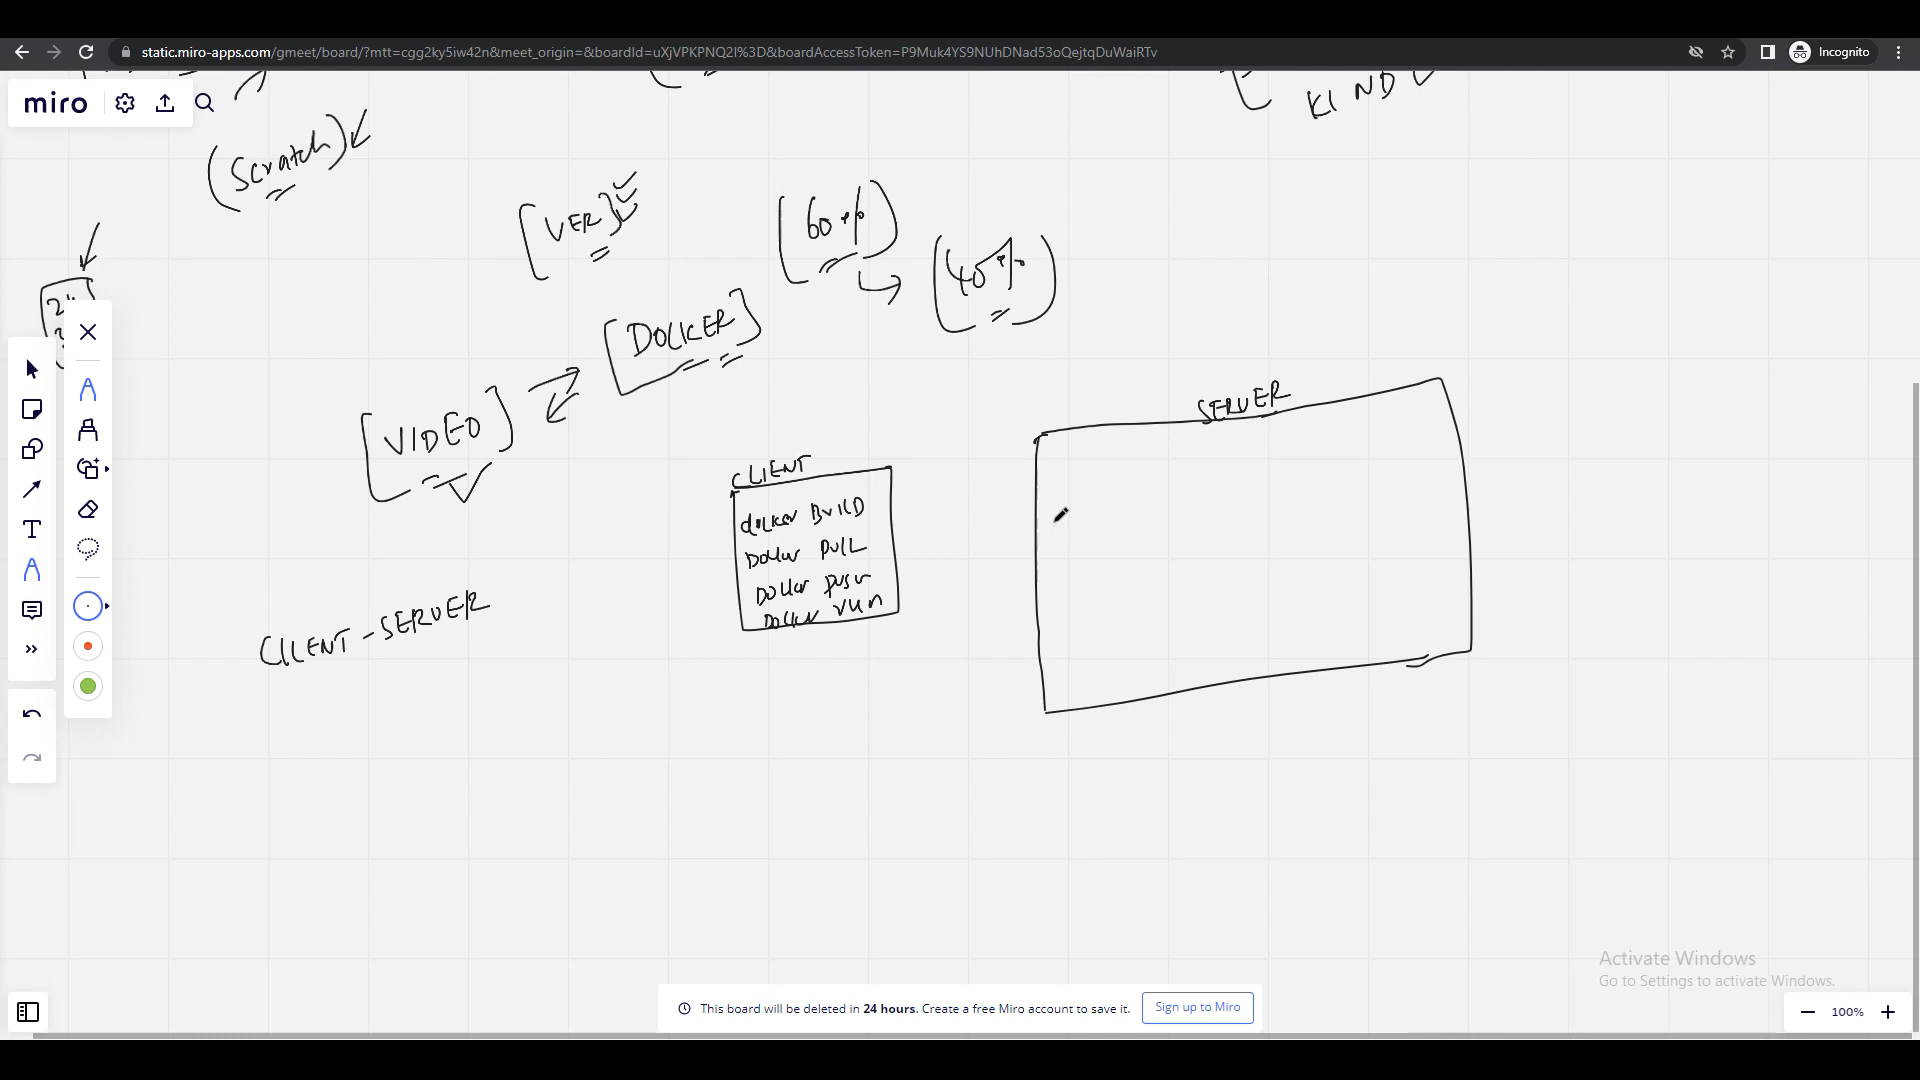 static.miro-apps.com/gmeet/board/?mtt=cgg2ky5iw42n&meet_origin=&boardId=uXjVPKPNQ2I%3D&boardAccessToken=P9Muk4YS9NUhDNad53oQejtqDuWaiRTv
Incognito
miro
KIND
(Scratch)
[VER]
(60%)
(40%)
[DOCKER]
[VIDEO]
SERVER
CLIENT
docker BUILD
Docker PULL
Docker push
Docker run
CLIENT-SERVER
T
Activate Windows
Go to Settings to activate Windows.
This board will be deleted in 24 hours. Create a free Miro account to save it.
Sign up to Miro
100%